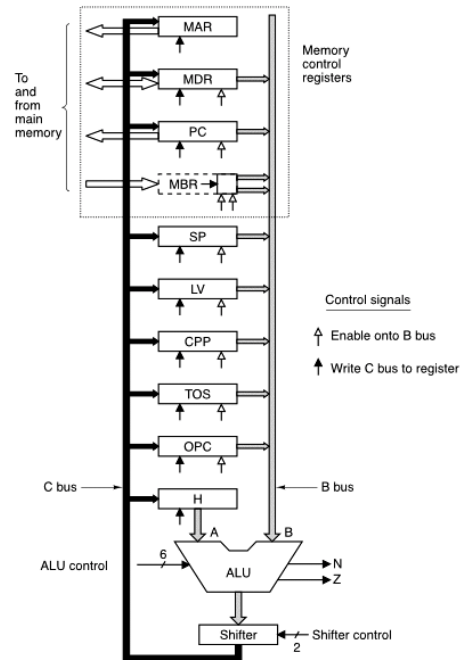 MAR
Memory
control
registers
To
and
from
main
memory
MDR
PC
MBR
SP
LV
Control signals
CPP
Enable onto B bus
TOS
Write C bus to register
OPC
C bus
B bus
H
A
B
ALU control
6
ALU
N
Z
Shifter
Shifter control
2